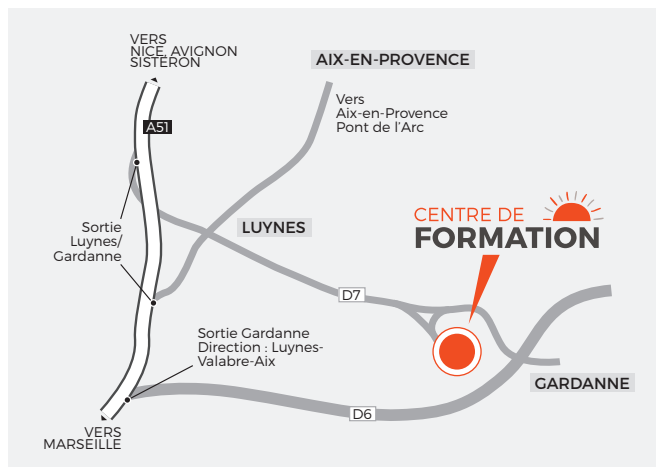 VERS
NICE, AVIGNON
SISTERON
AIX-EN-PROVENCE
Vers
Aix-en-Provence
Pont de l'Arc
A51
CENTRE DE
FORMATION
Sortie
Luynes/
Gardanne
LUYNES
D7
Sortie Gardanne
Direction : Luynes-
Valabre-Aix
GARDANNE
D6
VERS
MARSEILLE